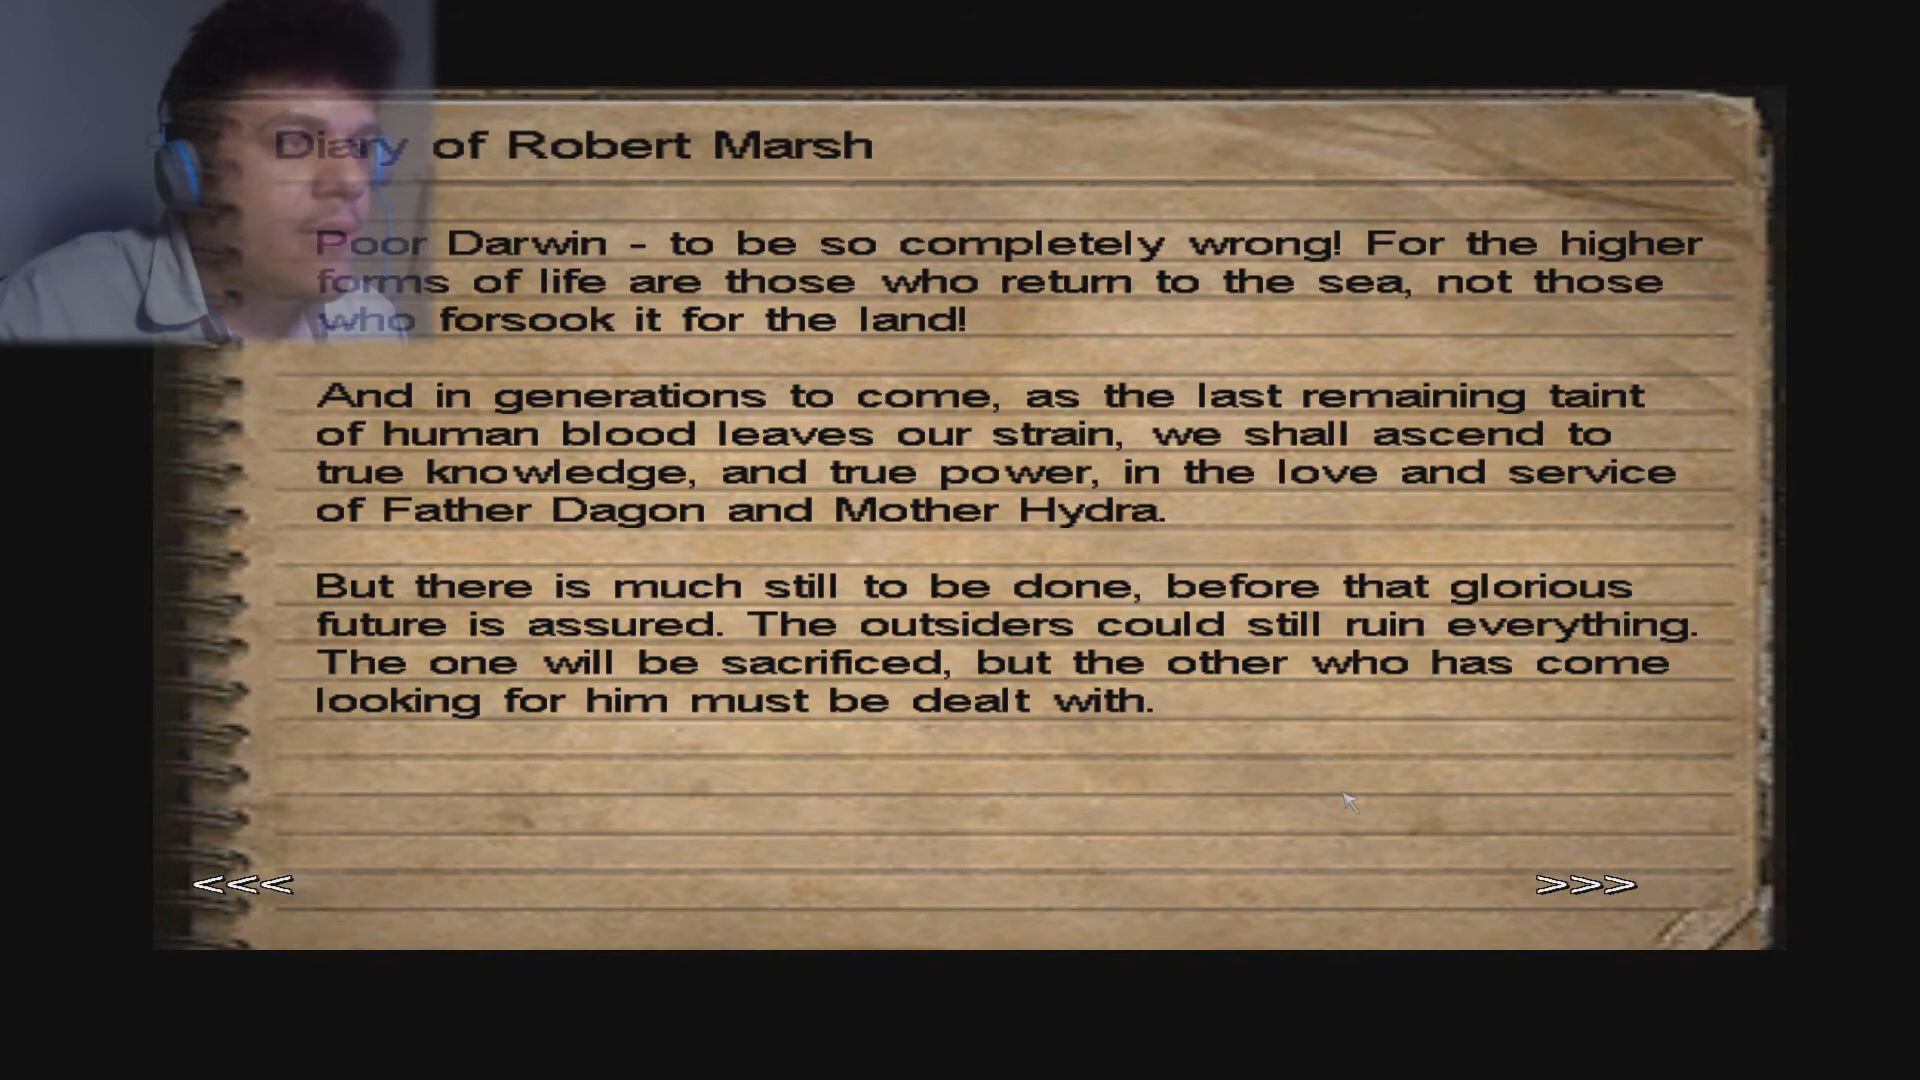 Diary of Robert Marsh
Poor Darwin - to be so completely wrong! For the higher
forms of life are those who return to the sea, not those
who forsook it for the land!
And in generations to come, as the last remaining taint
of human blood leaves our strain, we shall ascend to
true knowledge, and true power, in the love and service
of Father Dagon and Mother Hydra.
But there is much still to be done, before that glorious
future is assured. The outsiders could still ruin everything.
The one will be sacrificed, but the other who has come
looking for him must be dealt with.
<<< >>>